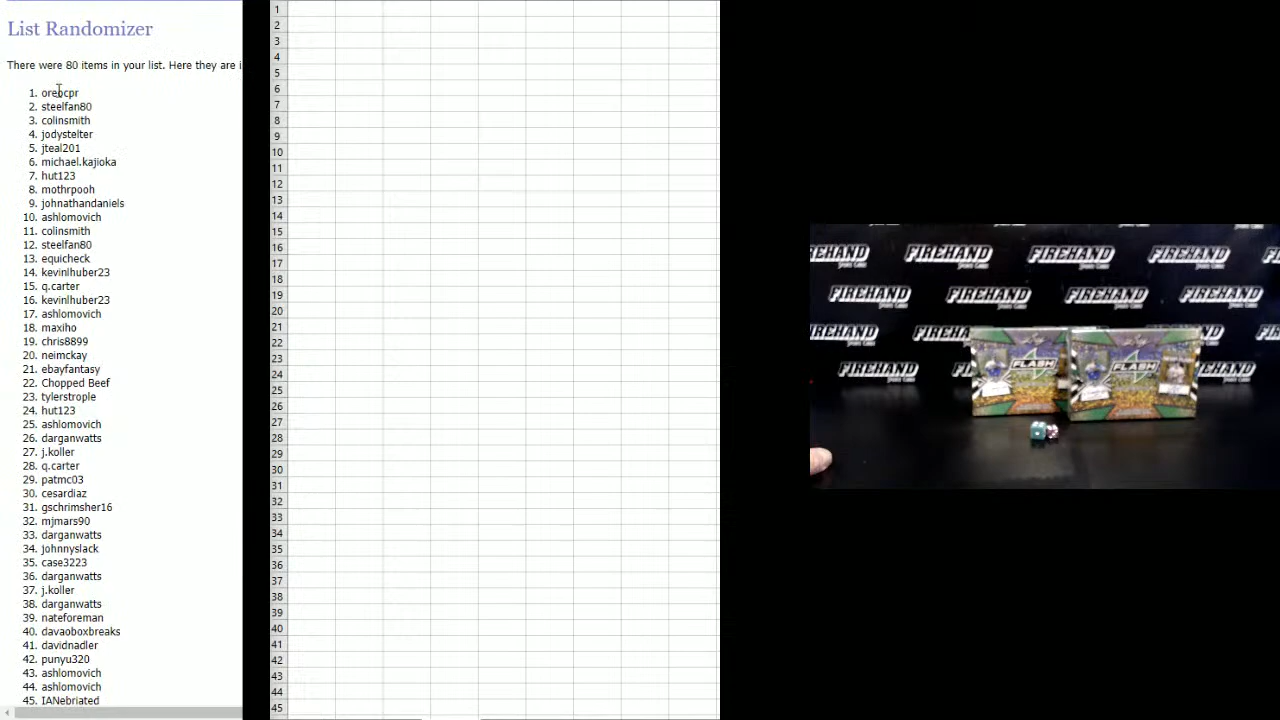 List Randomizer
There were 80 items in your list. Here they are i
1. oreocpr
2. steelfan80
3. colinsmith
4. jodystelter
5. jteal201
6. michael.kajioka
7. hut123
8. mothrpooh
9. johnathandaniels
10. ashlomovich
11. colinsmith
12. steelfan80
13. equicheck
14. kevinlhuber23
15. q.carter
16. kevinlhuber23
17. ashlomovich
18. maxiho
19. chris8899
20. neimckay
21. ebayfantasy
22. Chopped Beef
23. tylerstrople
24. hut123
25. ashlomovich
26. darganwatts
27. j.koller
28. q.carter
29. patmc03
30. cesardiaz
31. gschrimsher16
32. mjmars90
33. darganwatts
34. johnnyslack
35. case3223
36. darganwatts
37. j.koller
38. darganwatts
39. nateforeman
40. davaoboxbreaks
41. davidnadler
42. punyu320
43. ashlomovich
44. ashlomovich
45. IANebriated
1
2
3
4
5
6
7
8
9
10
11
12
13
14
15
16
17
18
19
20
21
22
23
24
25
26
27
28
29
30
31
32
33
34
35
36
37
38
39
40
41
42
43
44
45
REHAND FIREHAND FIREHAND FIREHAND
FIREHAND FIREHAND FIREHAND FIREHAND
FIREHAND FIREHAN
FIREHAND FIREHAND
FLASH FLASH